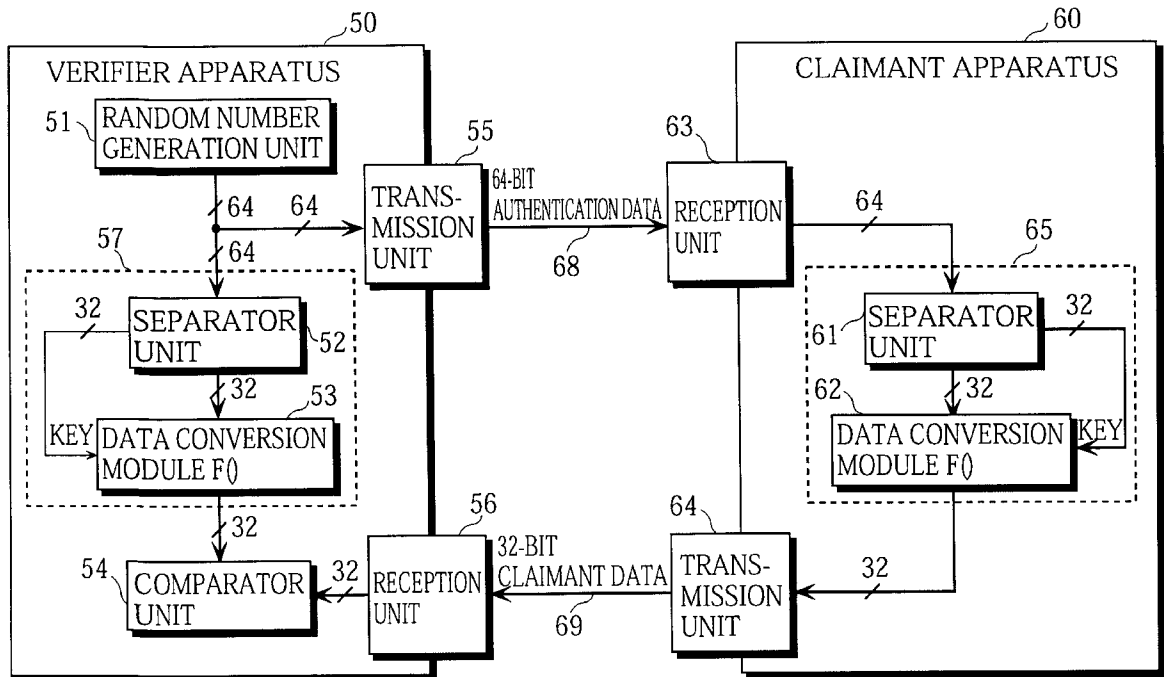 50
60
VERIFIER APPARATUS
CLAIMANT APPARATUS
51
RANDOM NUMBER
GENERATION UNIT
55
63
TRANS-
MISSION
UNIT
64-BIT
AUTHENTICATION DATA
68
RECEPTION
UNIT
64
64
64
64
57
65
32
SEPARATOR
UNIT
52
61
SEPARATOR
UNIT
32
32
32
53
62
KEY
DATA CONVERSION
MODULE F()
DATA CONVERSION
MODULE F()
KEY
32
56
64
54
COMPARATOR
UNIT
32
RECEPTION
UNIT
32-BIT
CLAIMANT DATA
69
TRANS-
MISSION
UNIT
32